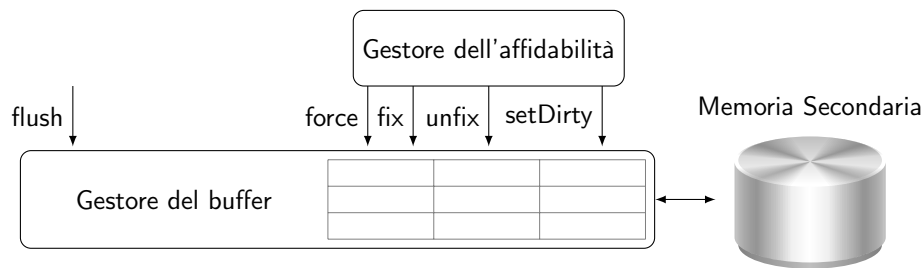 Gestore dell'affidabilità
flush
force
fix
unfix
setDirty
Memoria Secondaria
Gestore del buffer